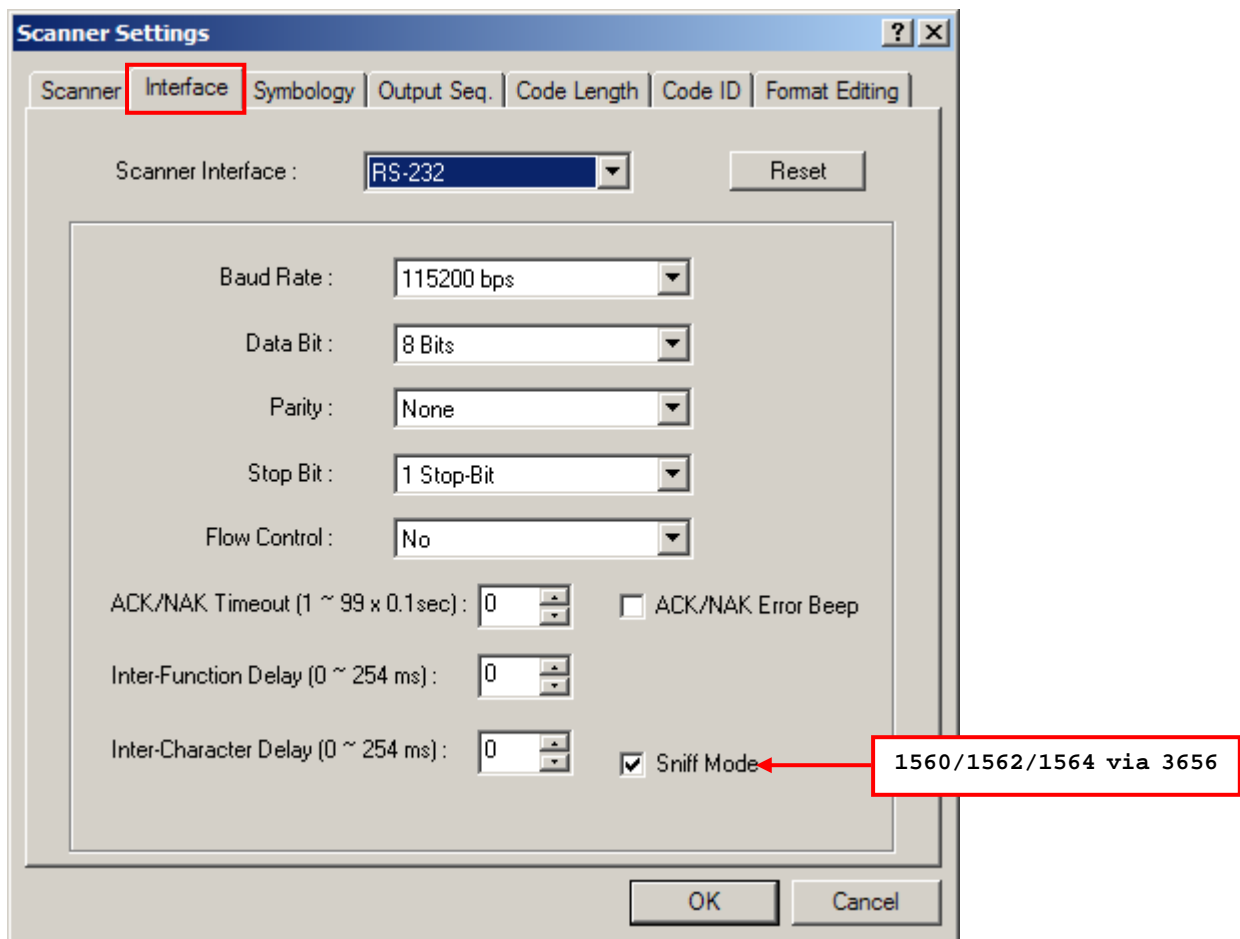 Scanner Settings
Scanner Interface Symbology Output Seq. Code Length Code ID Format Editing
Scanner Interface : RS-232 Reset
Baud Rate : 115200 bps
Data Bit : 8 Bits
Parity : None
Stop Bit : 1 Stop-Bit
Flow Control : No
ACK/NAK Timeout (1 ~ 99 x 0.1sec) : 0 ACK/NAK Error Beep
Inter-Function Delay (0 ~ 254 ms) : 0
Inter-Character Delay (0 ~ 254 ms) : 0 Sniff Mode 1560/1562/1564 via 3656
OK Cancel